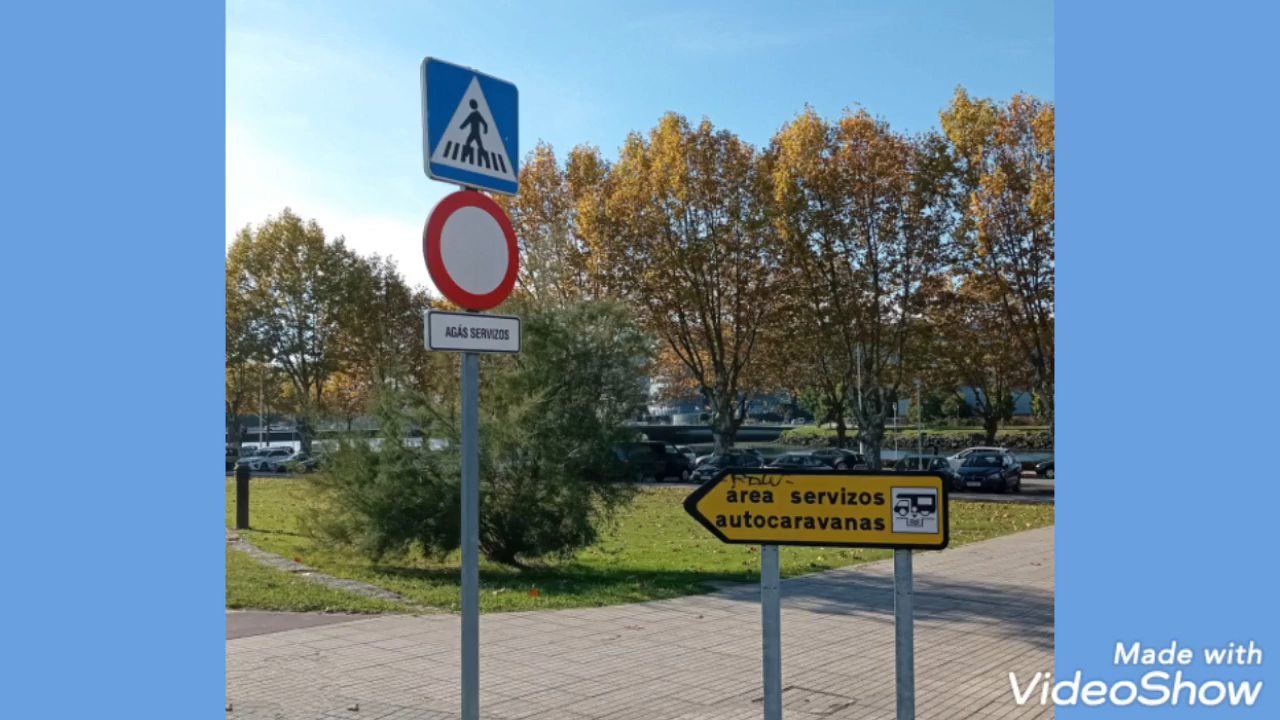 AGÁS SERVIZOS
área servizos
autocaravanas
Made with
VideoShow